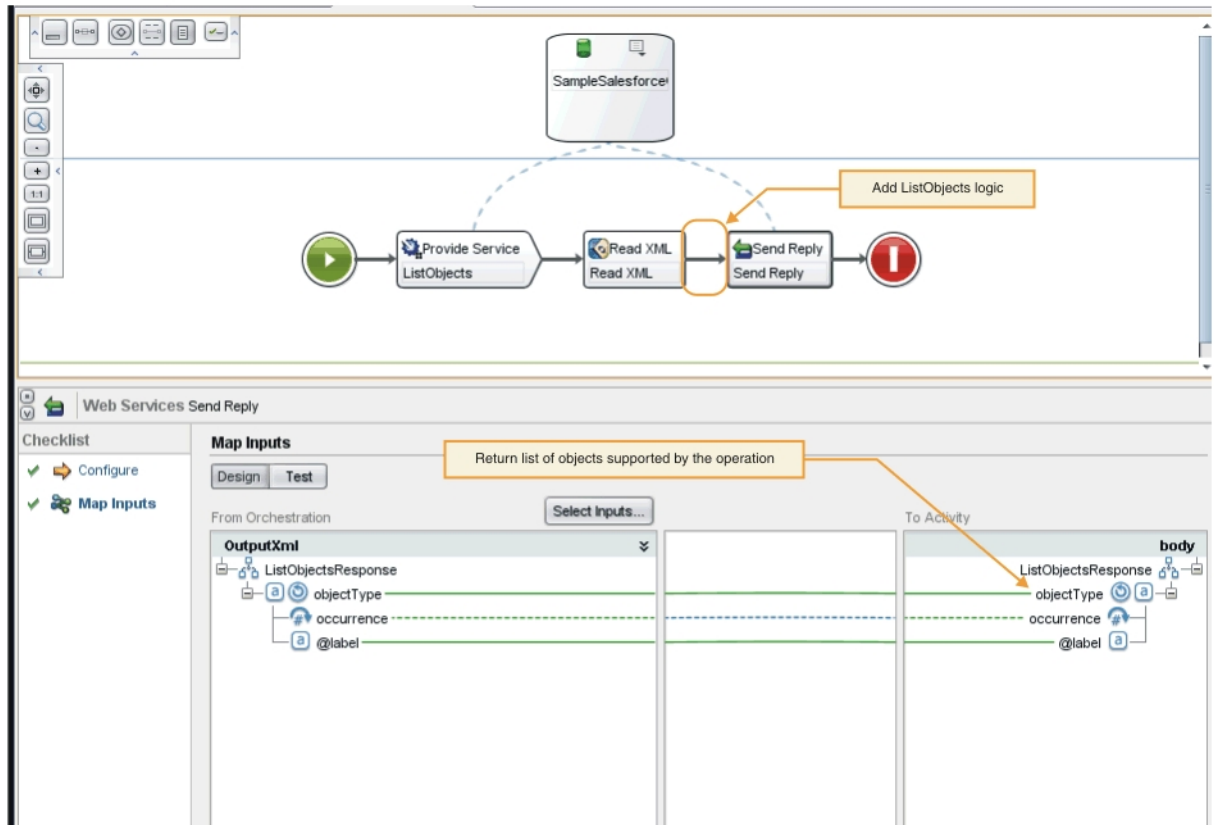 SampleSalesforce
Add ListObjects logic
Provide Service
ListObjects
Read XML
Read XML
Send Reply
Send Reply
1:1
Web Services Send Reply
Checklist
Configure
Map Inputs
Map Inputs
Return list of objects supported by the operation
Design Test
Select Inputs...
From Orchestration
To Activity
OutputXml
body
ListObjectsResponse
ListObjectsResponse
a objectType
objectType a
# occurrence
occurrence #
a @label
@label a